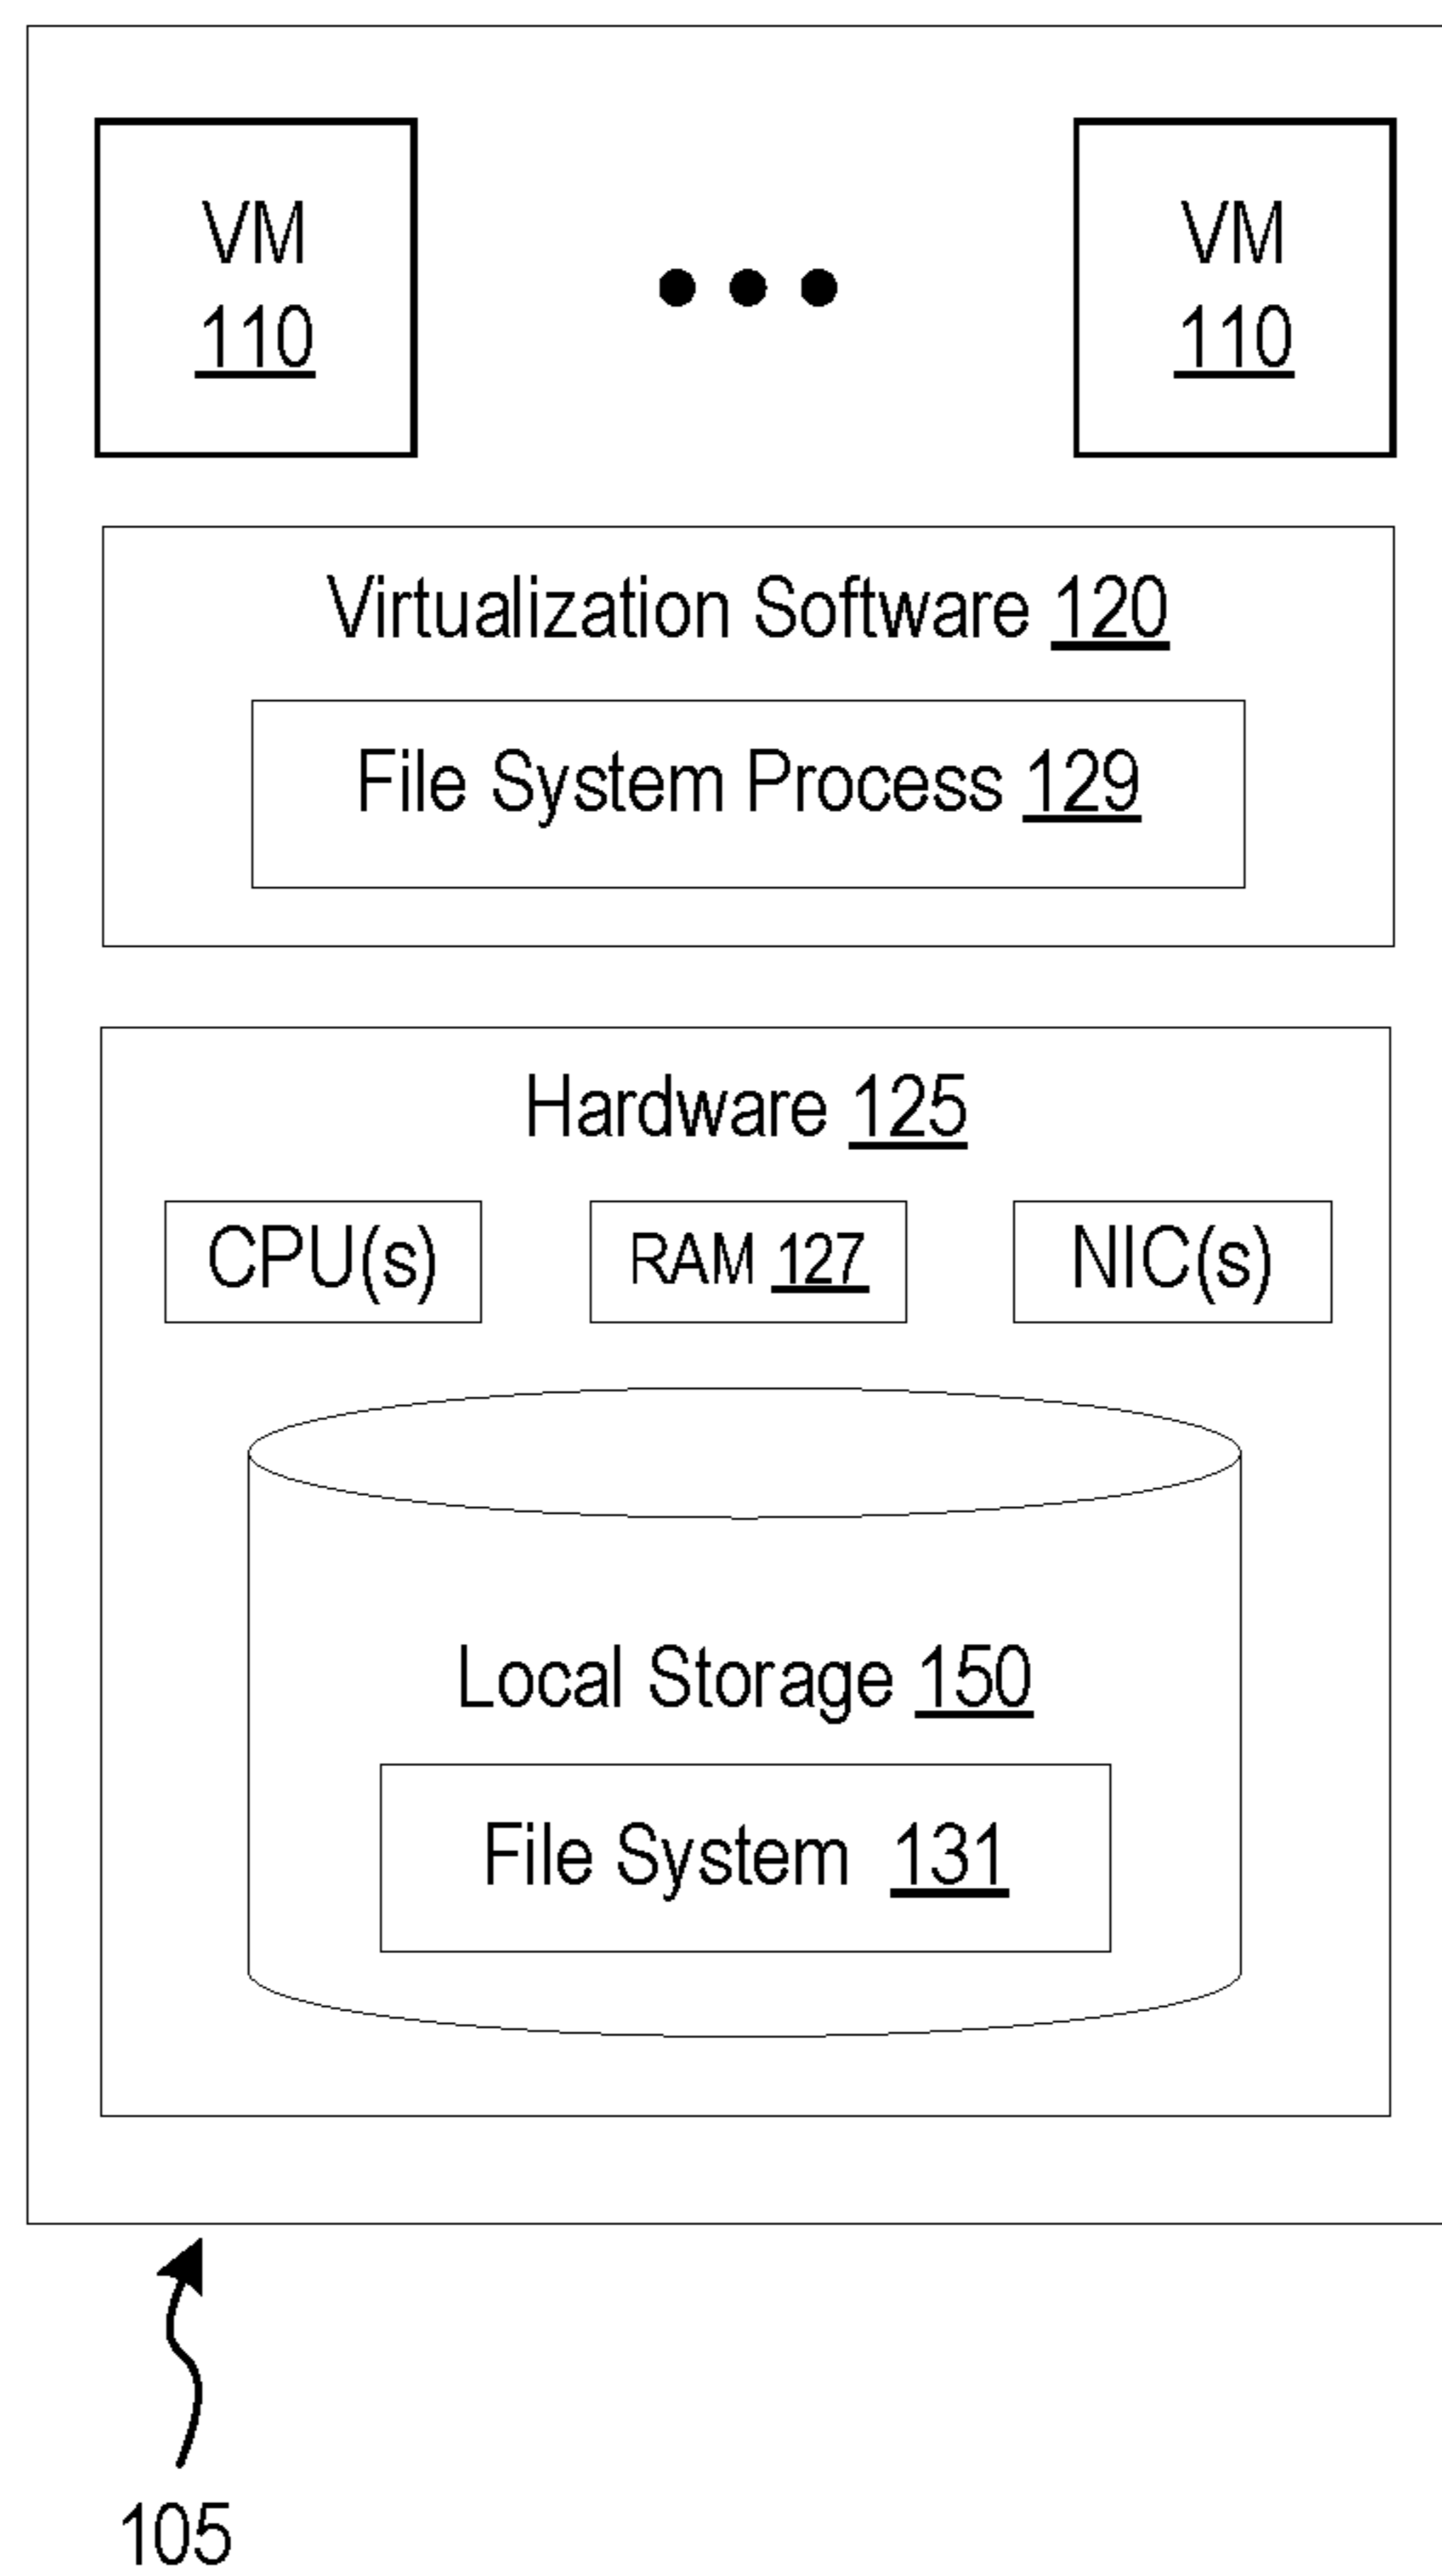 VM
110
VM
110
Virtualization Software 120
File System Process 129
Hardware 125
CPU(s)
RAM 127
NIC(s)
Local Storage 150
File System 131
105